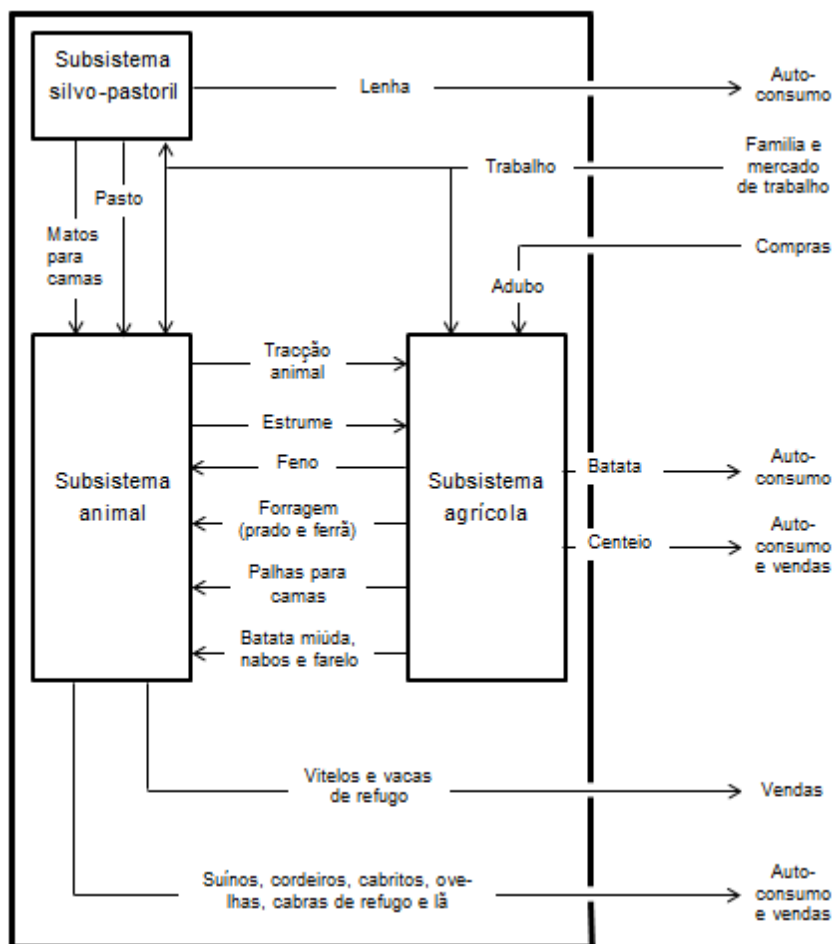 Subsistema
silvo-pastoril
Lenha
Auto-
consumo
Trabalho
Familia e
mercado
de trabalho
Pasto
Matos
para
camas
Compras
Adubo
Tracção
animal
Estrume
Feno
Subsistema
animal
Forragem
(prado e ferrã)
Palhas para
camas
Batata miúda,
nabos e farelo
Subsistema
agrícola
Batata
Auto-
consumo
Centeio
Auto-
consumo
e vendas
Vitelos e vacas
de refugo
Vendas
Suínos, cordeiros, cabritos, ove-
lhas, cabras de refugo e lã
Auto-
consumo
e vendas